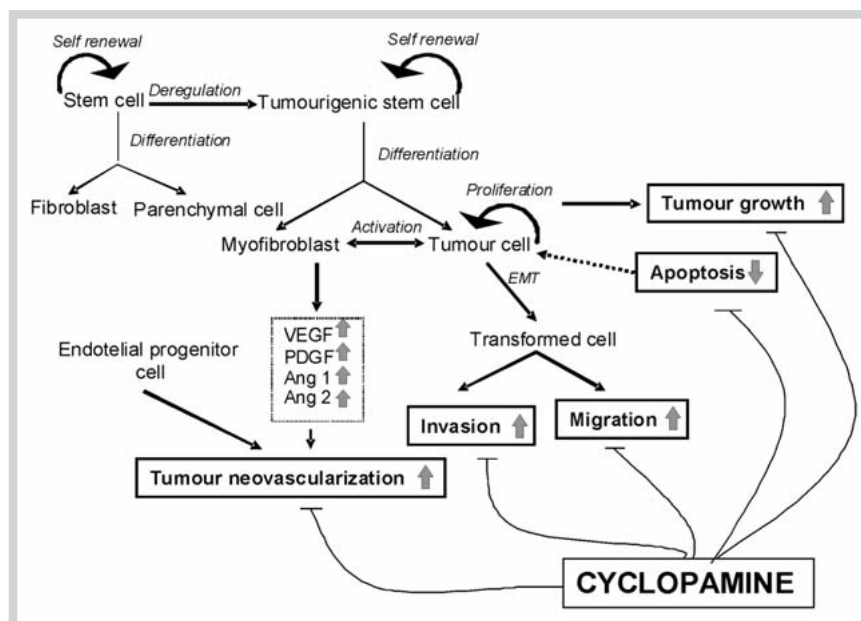 Self renewal
Self renewal
Stem cell
Deregulation
Tumourigenic stem cell
Differentiation
Differentiation
Fibroblast
Parenchymal cell
Proliferation
Tumour growth
Myofibroblast
Activation
Tumour cell
Apoptosis
EMT
VEGF
PDGF
Ang 1
Ang 2
Endotelial progenitor
cell
Transformed cell
Invasion
Migration
Tumour neovascularization
CYCLOPAMINE